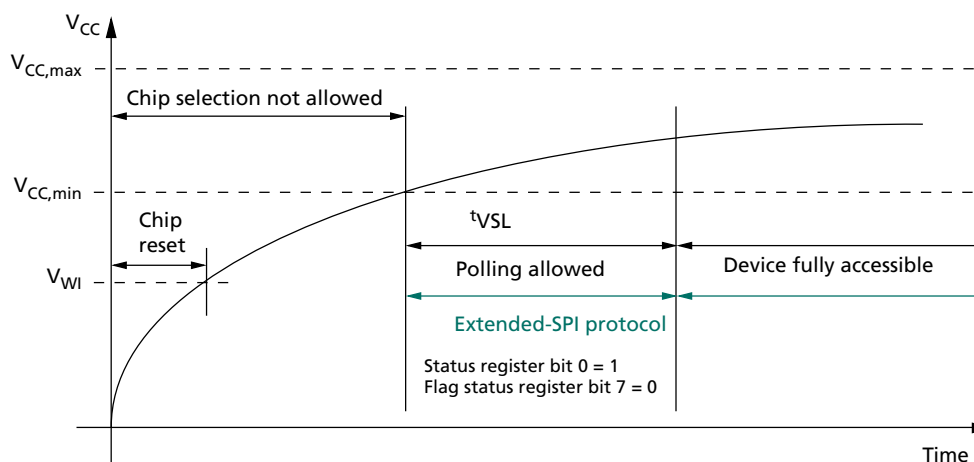 VCC
VCC,max
Chip selection not allowed
VCC,min
Chip
reset
tVSL
Polling allowed
Device fully accessible
VWI
Extended-SPI protocol
Status register bit 0 = 1
Flag status register bit 7 = 0
Time